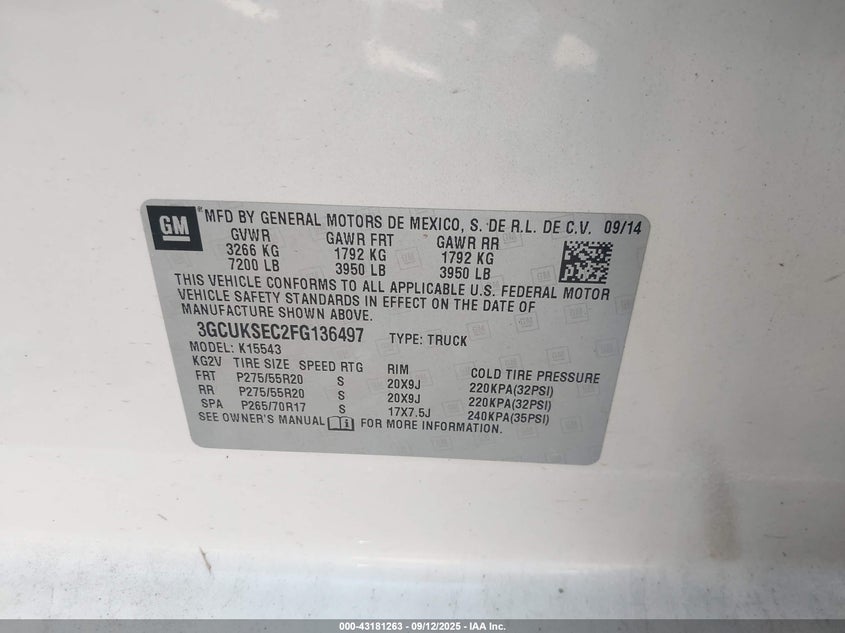 GM ® MFD BY GENERAL MOTORS DE MEXICO, S. DE R.L. DE C.V. 09/14
GVWR GAWR FRT GAWR RR
3266 KG 1792 KG 1792 KG
7200 LB 3950 LB 3950 LB
THIS VEHICLE CONFORMS TO ALL APPLICABLE U.S. FEDERAL MOTOR
VEHICLE SAFETY STANDARDS IN EFFECT ON THE DATE OF
MANUFACTURE SHOWN ABOVE.
3GCUKSEC2FG136497 TYPE: TRUCK
MODEL: K15543
KG2V TIRE SIZE SPEED RTG RIM COLD TIRE PRESSURE
FRT P275/55R20 S 20X9J 220KPA(32PSI)
RR P275/55R20 S 20X9J 220KPA(32PSI)
SPA P265/70R17 S 17X7.5J 240KPA(35PSI)
SEE OWNER'S MANUAL FOR MORE INFORMATION.
000-43181263 - 09/12/2025 - IAA Inc.